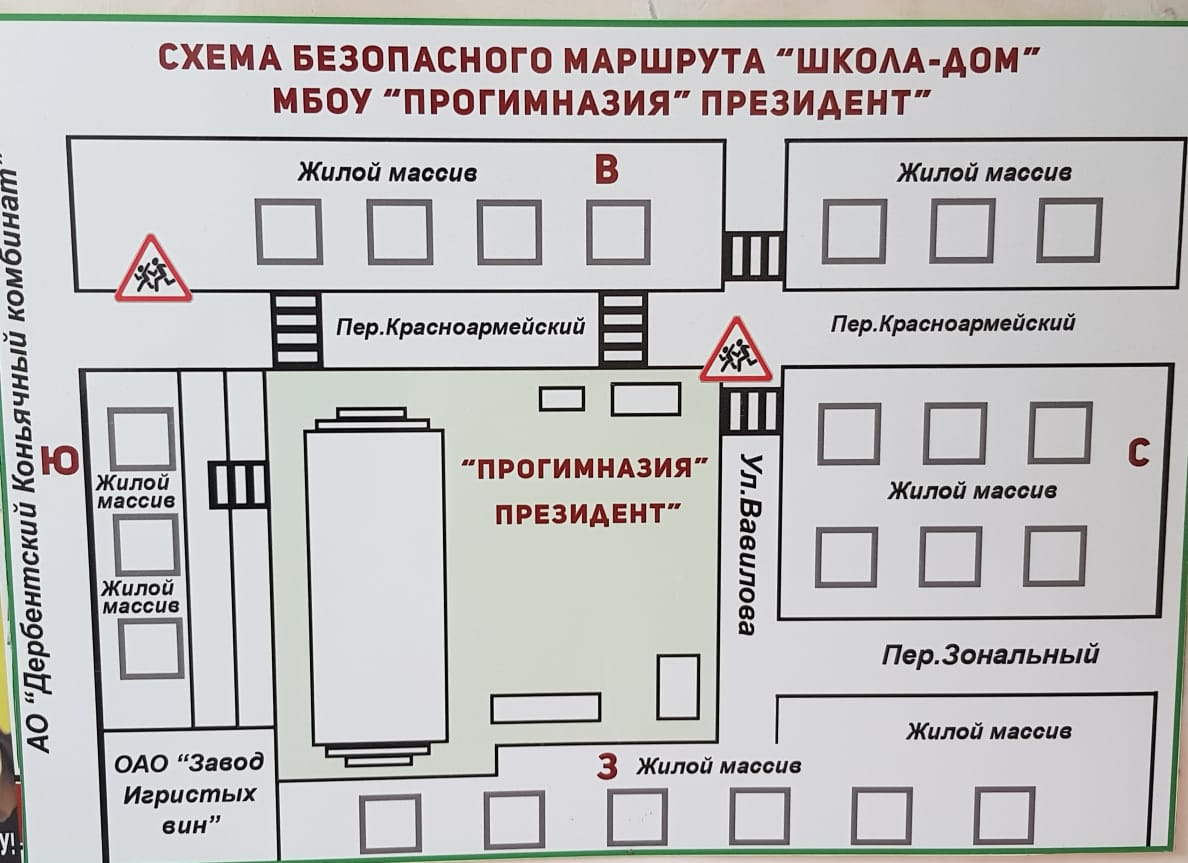 СХЕМА БЕЗОПАСНОГО МАРШРУТА "ШКОЛА-ДОМ"
МБОУ "ПРОГИМНАЗИЯ" ПРЕЗИДЕНТ"
Жилой массив
В
Жилой массив
АО "Дербентский Коньячный комбинат"
Пер.Красноармейский
Пер.Красноармейский
Ю
Жилой
массив
Жилой
массив
"ПРОГИМНАЗИЯ"
ПРЕЗИДЕНТ"
Ул.Вавилова
С
Жилой массив
Пер.Зональный
Жилой массив
ОАО "Завод
Игристых
вин"
З Жилой массив